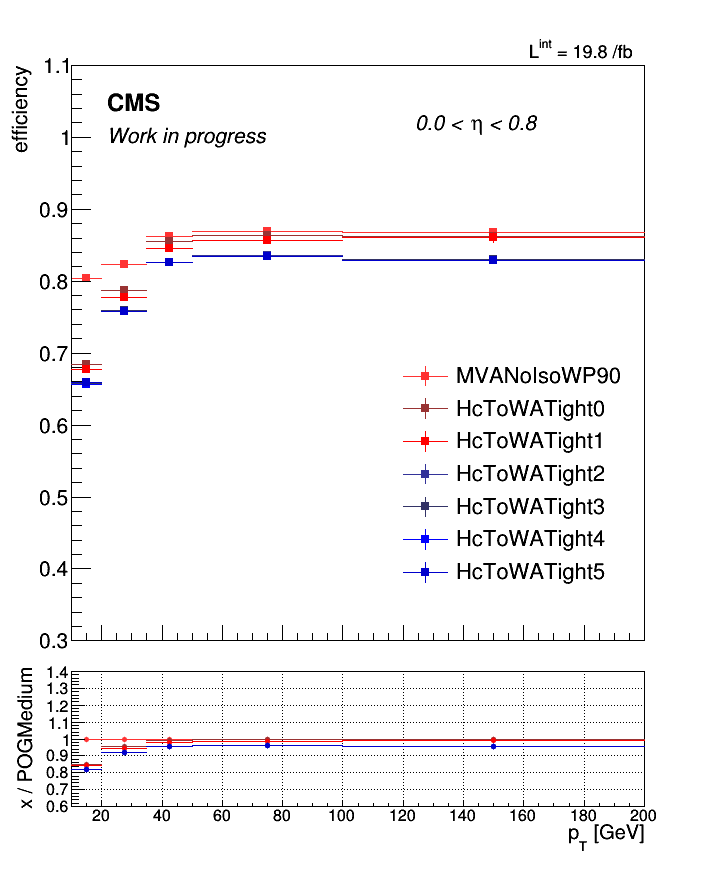 L^int = 19.8 /fb
efficiency
1.1
CMS
Work in progress
0.0 < η < 0.8
1
0.9
0.8
0.7
0.6
0.5
0.4
0.3
MVANoIsoWP90
HcToWATight0
HcToWATight1
HcToWATight2
HcToWATight3
HcToWATight4
HcToWATight5
x / POGMedium
1.4
1.3
1.2
1.1
1
0.9
0.8
0.7
0.6
20 40 60 80 100 120 140 160 180 200
p_T [GeV]